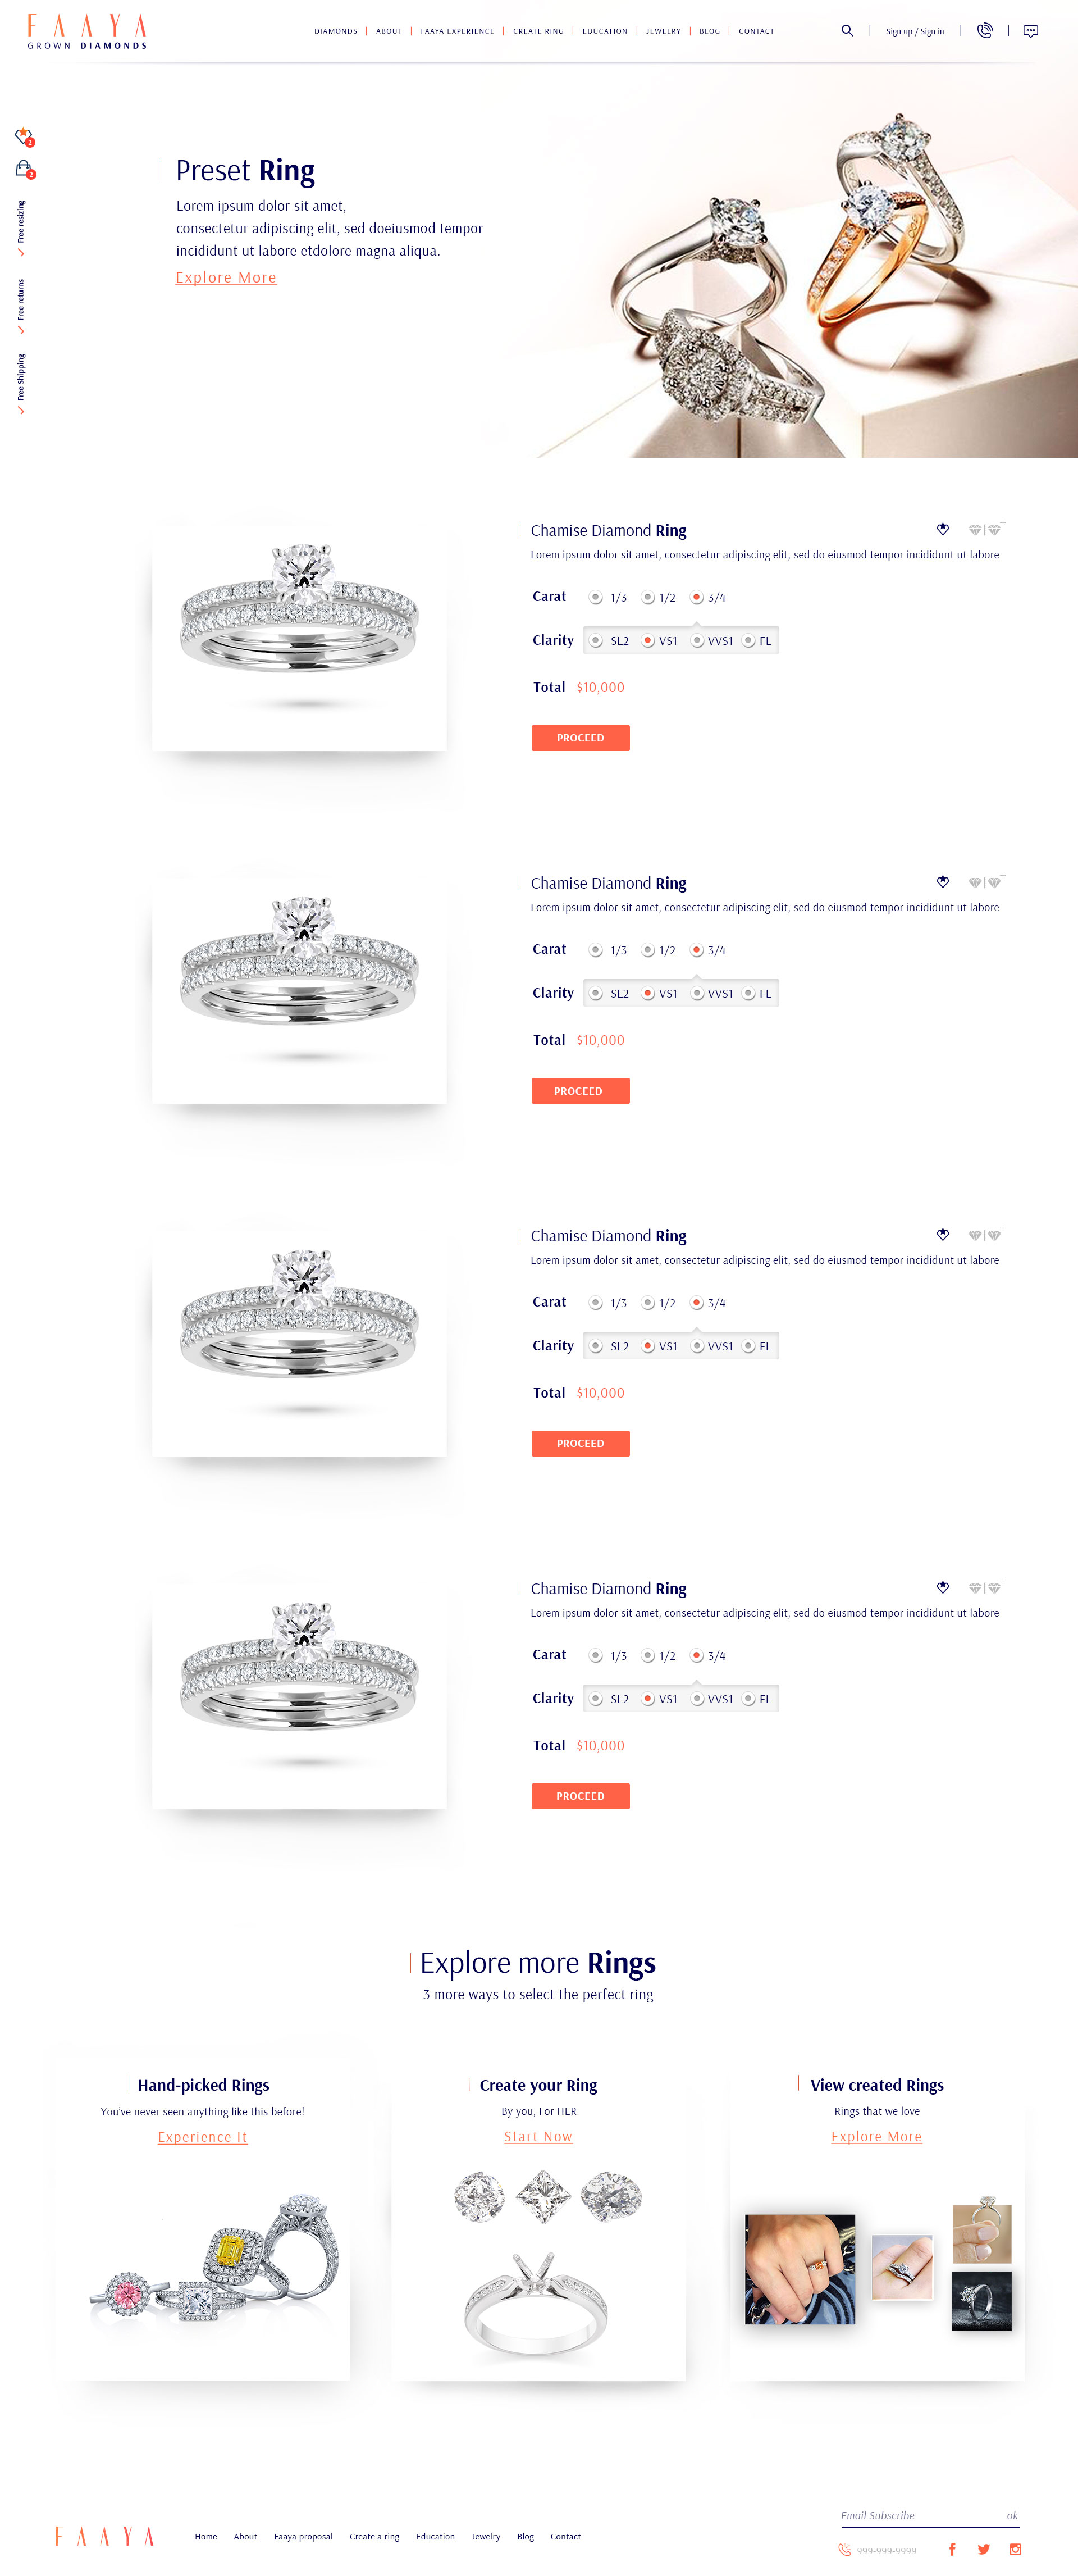 FAAYA
GROWN DIAMONDS
DIAMONDS | ABOUT | FAAYA EXPERIENCE | CREATE RING | EDUCATION | JEWELRY | BLOG | CONTACT
Sign up / Sign in
2
2
Free resizing
Free returns
Free Shipping
Preset Ring
Lorem ipsum dolor sit amet,
consectetur adipiscing elit, sed doeiusmod tempor
incididunt ut labore etdolore magna aliqua.
Explore More
Chamise Diamond Ring
Lorem ipsum dolor sit amet, consectetur adipiscing elit, sed do eiusmod tempor incididunt ut labore
Carat 1/3 1/2 3/4
Clarity SL2 VS1 VVS1 FL
Total $10,000
PROCEED
Chamise Diamond Ring
Lorem ipsum dolor sit amet, consectetur adipiscing elit, sed do eiusmod tempor incididunt ut labore
Carat 1/3 1/2 3/4
Clarity SL2 VS1 VVS1 FL
Total $10,000
PROCEED
Chamise Diamond Ring
Lorem ipsum dolor sit amet, consectetur adipiscing elit, sed do eiusmod tempor incididunt ut labore
Carat 1/3 1/2 3/4
Clarity SL2 VS1 VVS1 FL
Total $10,000
PROCEED
Chamise Diamond Ring
Lorem ipsum dolor sit amet, consectetur adipiscing elit, sed do eiusmod tempor incididunt ut labore
Carat 1/3 1/2 3/4
Clarity SL2 VS1 VVS1 FL
Total $10,000
PROCEED
Explore more Rings
3 more ways to select the perfect ring
Hand-picked Rings
You've never seen anything like this before!
Experience It
Create your Ring
By you, For HER
Start Now
View created Rings
Rings that we love
Explore More
Email Subscribe ok
FAAYA
Home About Faaya proposal Create a ring Education Jewelry Blog Contact
999-999-9999